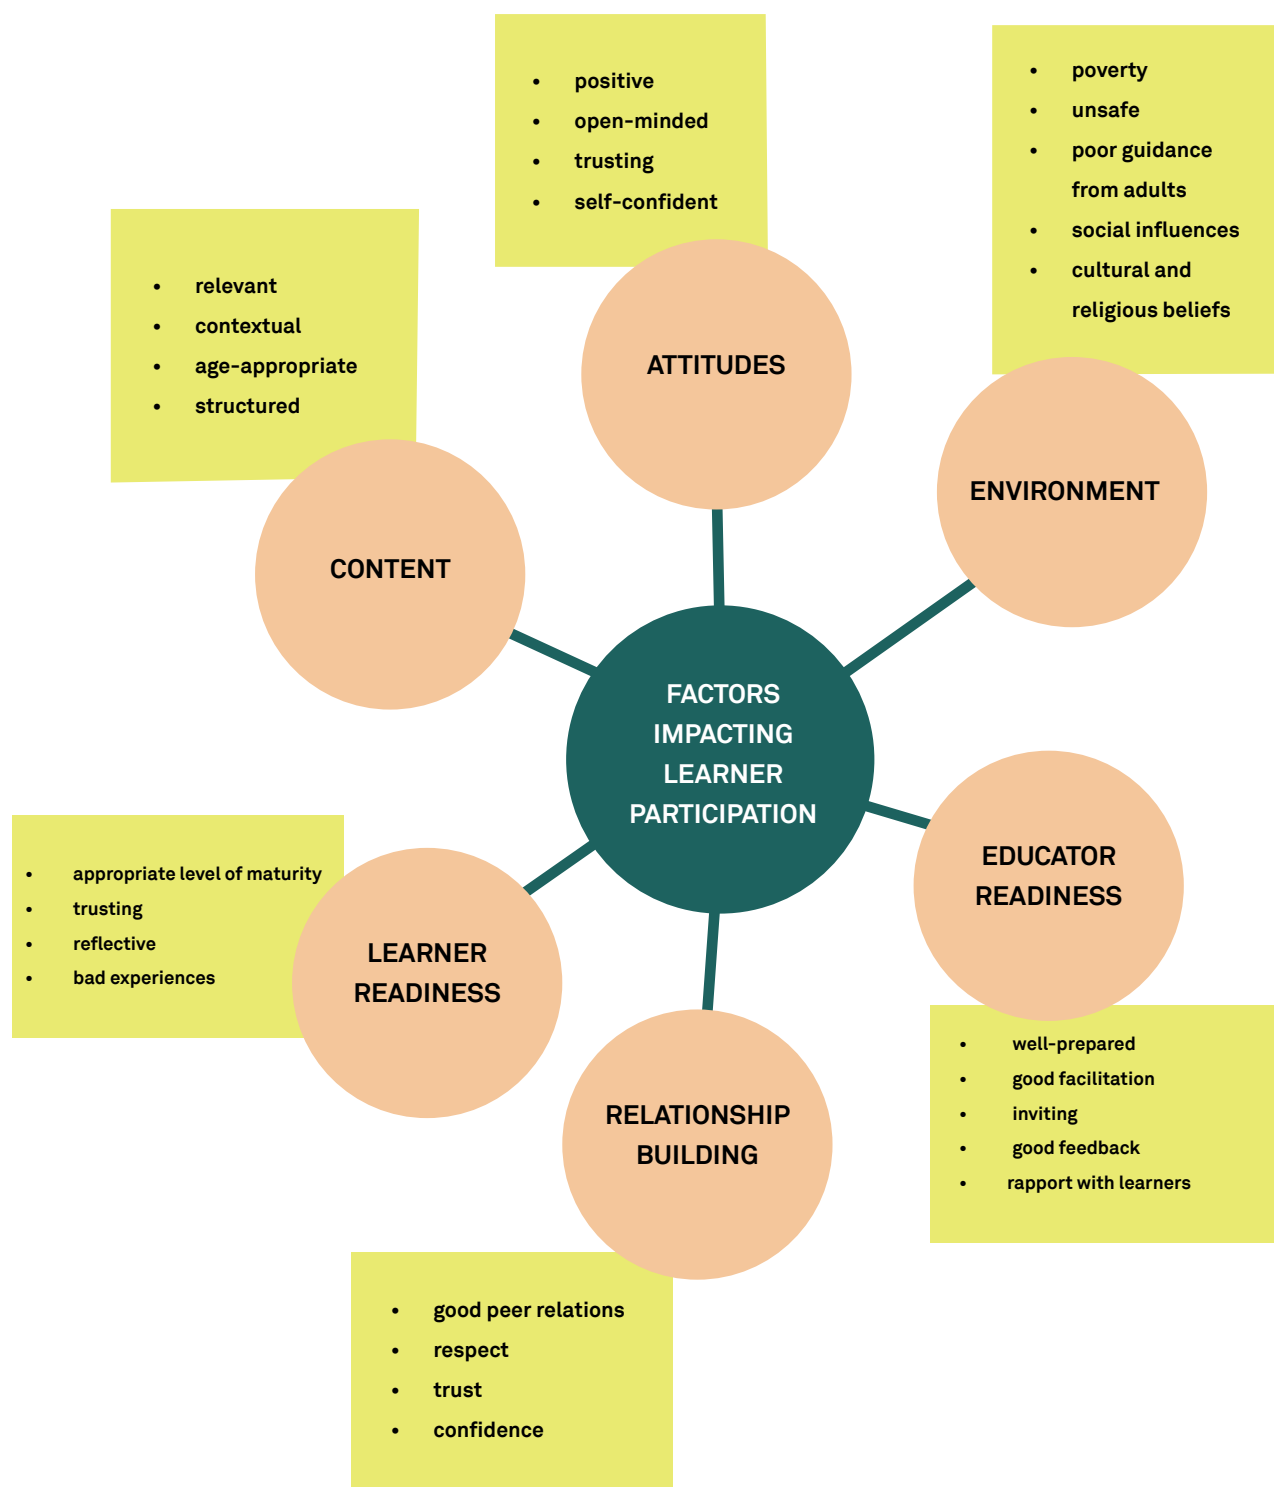 • positive
• open-minded
• trusting
• self-confident
ATTITUDES
• poverty
• unsafe
• poor guidance
from adults
• social influences
• cultural and
religious beliefs
ENVIRONMENT
• relevant
• contextual
• age-appropriate
• structured
CONTENT
FACTORS
IMPACTING
LEARNER
PARTICIPATION
EDUCATOR
READINESS
• well-prepared
• good facilitation
• inviting
• good feedback
• rapport with learners
• appropriate level of maturity
• trusting
• reflective
• bad experiences
LEARNER
READINESS
RELATIONSHIP
BUILDING
• good peer relations
• respect
• trust
• confidence